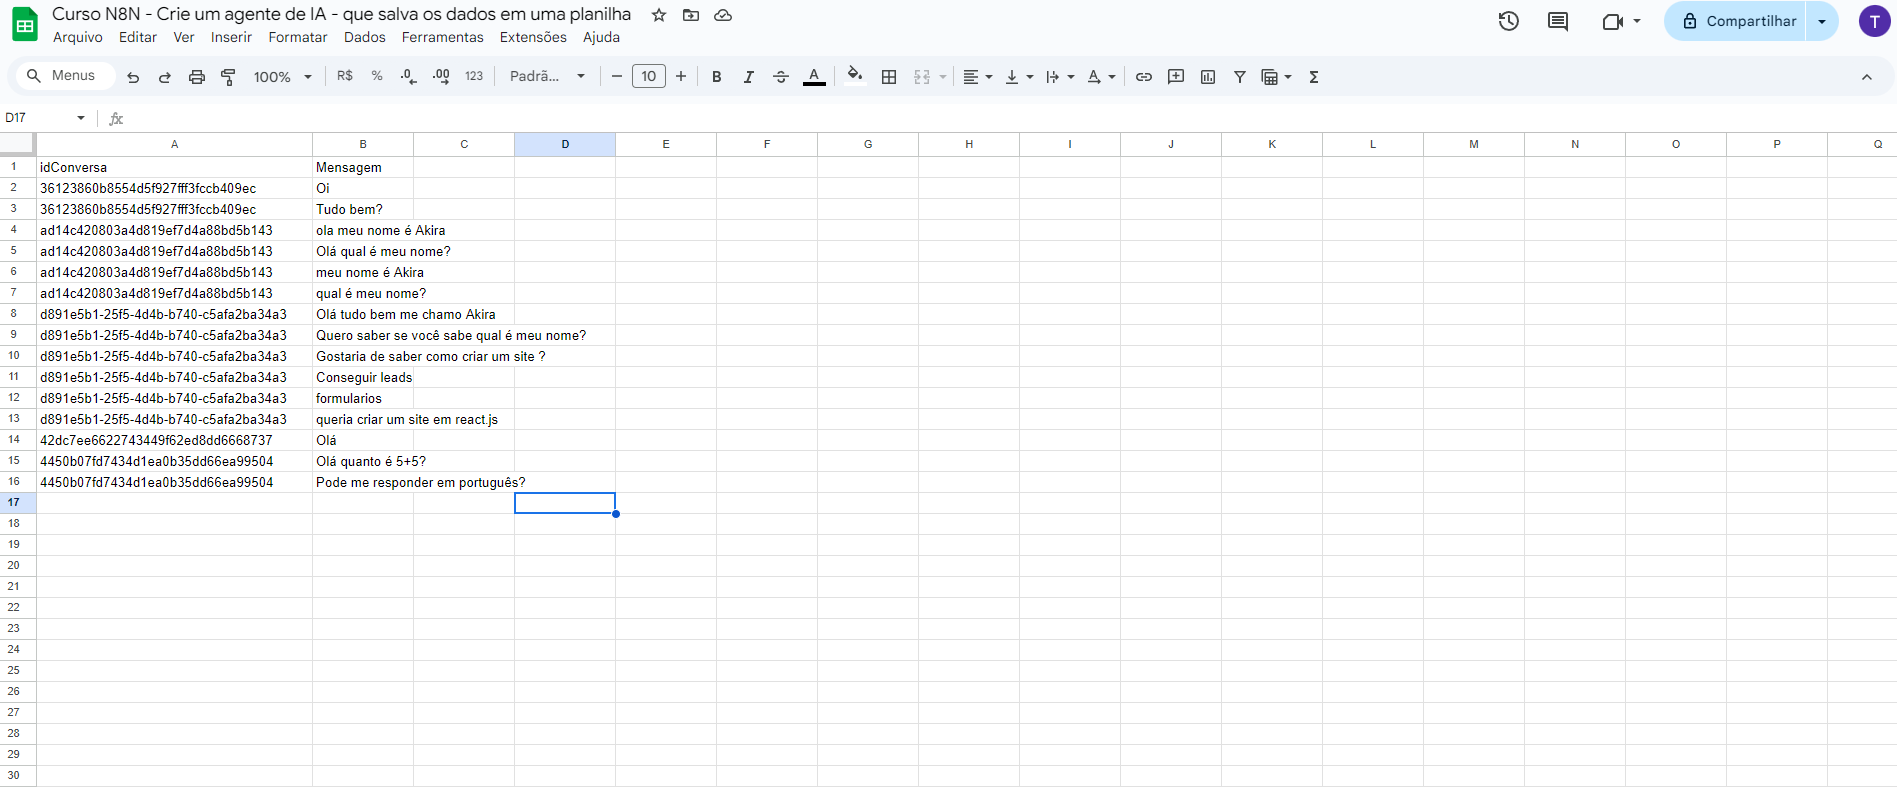 Curso N8N - Crie um agente de IA - que salva os dados em uma planilha
Arquivo Editar Ver Inserir Formatar Dados Ferramentas Extensões Ajuda
Compartilhar
T
Menus 100% R$ % .0 .00 123 Padrã... 10 B I S A Σ
D17 fx
A B C D E F G H I J K L M N O P Q
1 idConversa Mensagem
2 36123860b8554d5f927fff3fccb409ec Oi
3 36123860b8554d5f927fff3fccb409ec Tudo bem?
4 ad14c420803a4d819ef7d4a88bd5b143 ola meu nome é Akira
5 ad14c420803a4d819ef7d4a88bd5b143 Olá qual é meu nome?
6 ad14c420803a4d819ef7d4a88bd5b143 meu nome é Akira
7 ad14c420803a4d819ef7d4a88bd5b143 qual é meu nome?
8 d891e5b1-25f5-4d4b-b740-c5afa2ba34a3 Olá tudo bem me chamo Akira
9 d891e5b1-25f5-4d4b-b740-c5afa2ba34a3 Quero saber se você sabe qual é meu nome?
10 d891e5b1-25f5-4d4b-b740-c5afa2ba34a3 Gostaria de saber como criar um site ?
11 d891e5b1-25f5-4d4b-b740-c5afa2ba34a3 Conseguir leads
12 d891e5b1-25f5-4d4b-b740-c5afa2ba34a3 formularios
13 d891e5b1-25f5-4d4b-b740-c5afa2ba34a3 queria criar um site em react.js
14 42dc7ee6622743449f62ed8dd6668737 Olá
15 4450b07fd7434d1ea0b35dd66ea99504 Olá quanto é 5+5?
16 4450b07fd7434d1ea0b35dd66ea99504 Pode me responder em português?
17
18
19
20
21
22
23
24
25
26
27
28
29
30